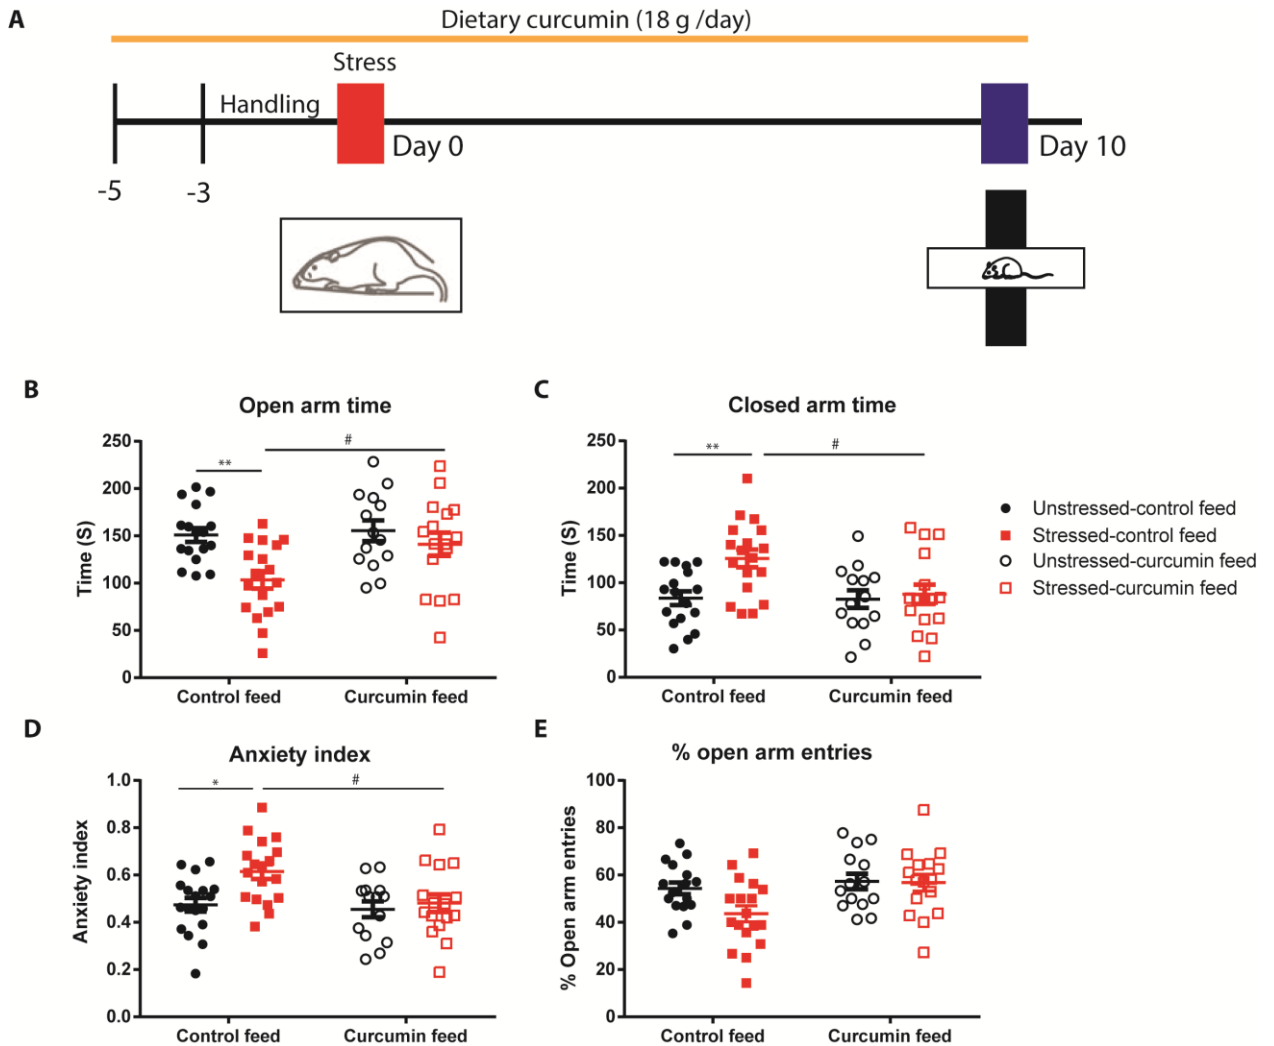 A
Dietary curcumin (18 g /day)
Stress
Handling
Day 0
Day 10
-5
-3
B
Open arm time
Time (S)
250
200
150
100
50
0
**
#
Control feed
Curcumin feed
C
Closed arm time
Time (S)
250
200
150
100
50
0
**
#
Control feed
Curcumin feed
Unstressed-control feed
Stressed-control feed
Unstressed-curcumin feed
Stressed-curcumin feed
D
Anxiety index
Anxiety index
1.0
0.8
0.6
0.4
0.2
0.0
*
#
Control feed
Curcumin feed
E
% open arm entries
% Open arm entries
100
80
60
40
20
0
Control feed
Curcumin feed